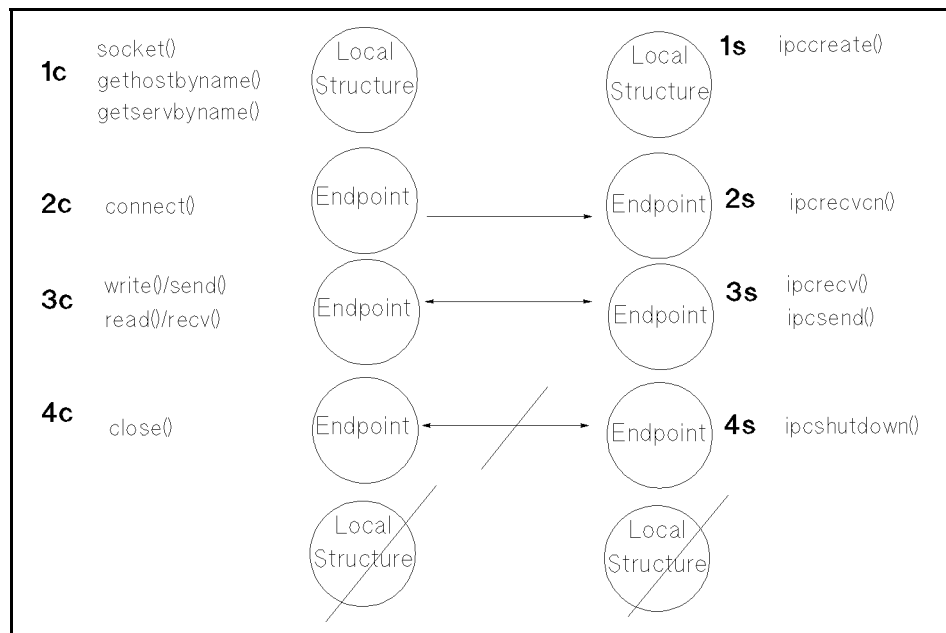 1c
socket()
gethostbyname()
getservbyname()
Local
Structure
Local
Structure
1s
ipccreate()
2c
connect()
Endpoint
Endpoint
2s
ipcrecvcn()
3c
write()/send()
read()/recv()
Endpoint
Endpoint
3s
ipcrecv()
ipcsend()
4c
close()
Endpoint
Endpoint
4s
ipcshutdown()
Local
Structure
Local
Structure